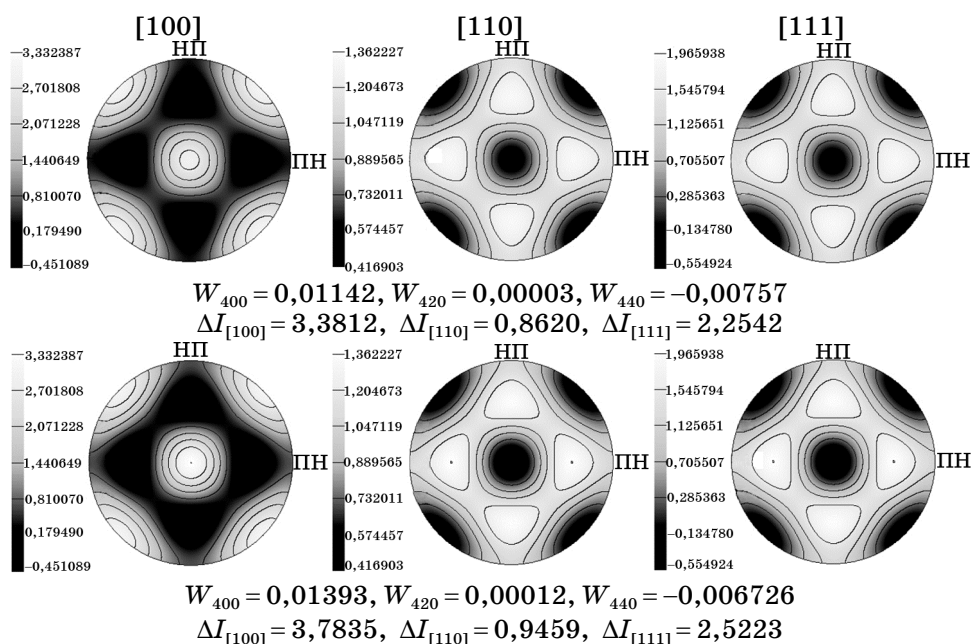 [100] [110] [111]
НП НП НП
3,332387 1,362227 1,965938
2,701808 1,204673 1,545794
2,071228 1,047119 1,125651
1,440649 ПН 0,889565 ПН 0,705507 ПН
0,810070 0,732011 0,285363
0,179490 0,574457 −0,134780
−0,451089 0,416903 −0,554924
W₄₀₀ = 0,01142, W₄₂₀ = 0,00003, W₄₄₀ = −0,00757
ΔI[100] = 3,3812, ΔI[110] = 0,8620, ΔI[111] = 2,2542
НП НП НП
3,332387 1,362227 1,965938
2,701808 1,204673 1,545794
2,071228 1,047119 1,125651
1,440649 ПН 0,889565 ПН 0,705507 ПН
0,810070 0,732011 0,285363
0,179490 0,574457 −0,134780
−0,451089 0,416903 −0,554924
W₄₀₀ = 0,01393, W₄₂₀ = 0,00012, W₄₄₀ = −0,006726
ΔI[100] = 3,7835, ΔI[110] = 0,9459, ΔI[111] = 2,5223